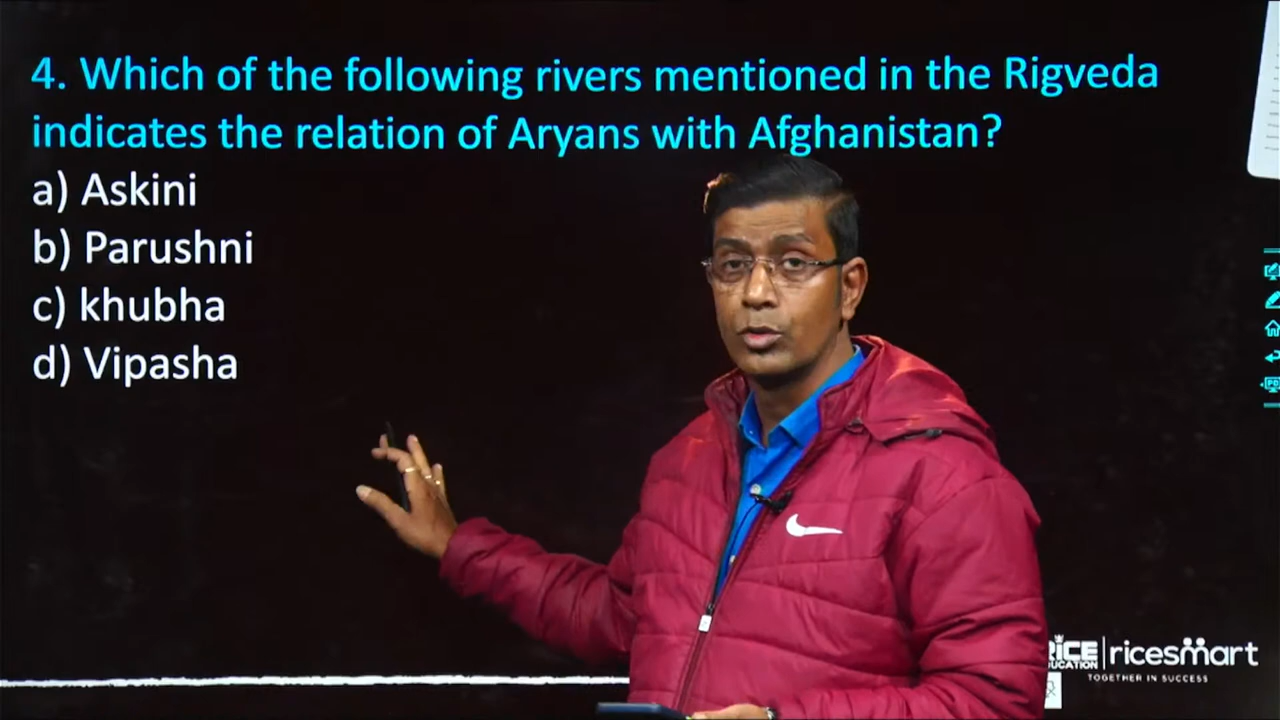 4. Which of the following rivers mentioned in the Rigveda
indicates the relation of Aryans with Afghanistan?
a) Askini
b) Parushni
c) khubha
d) Vipasha
RICE
ricesmart
TOGETHER IN SUCCESS